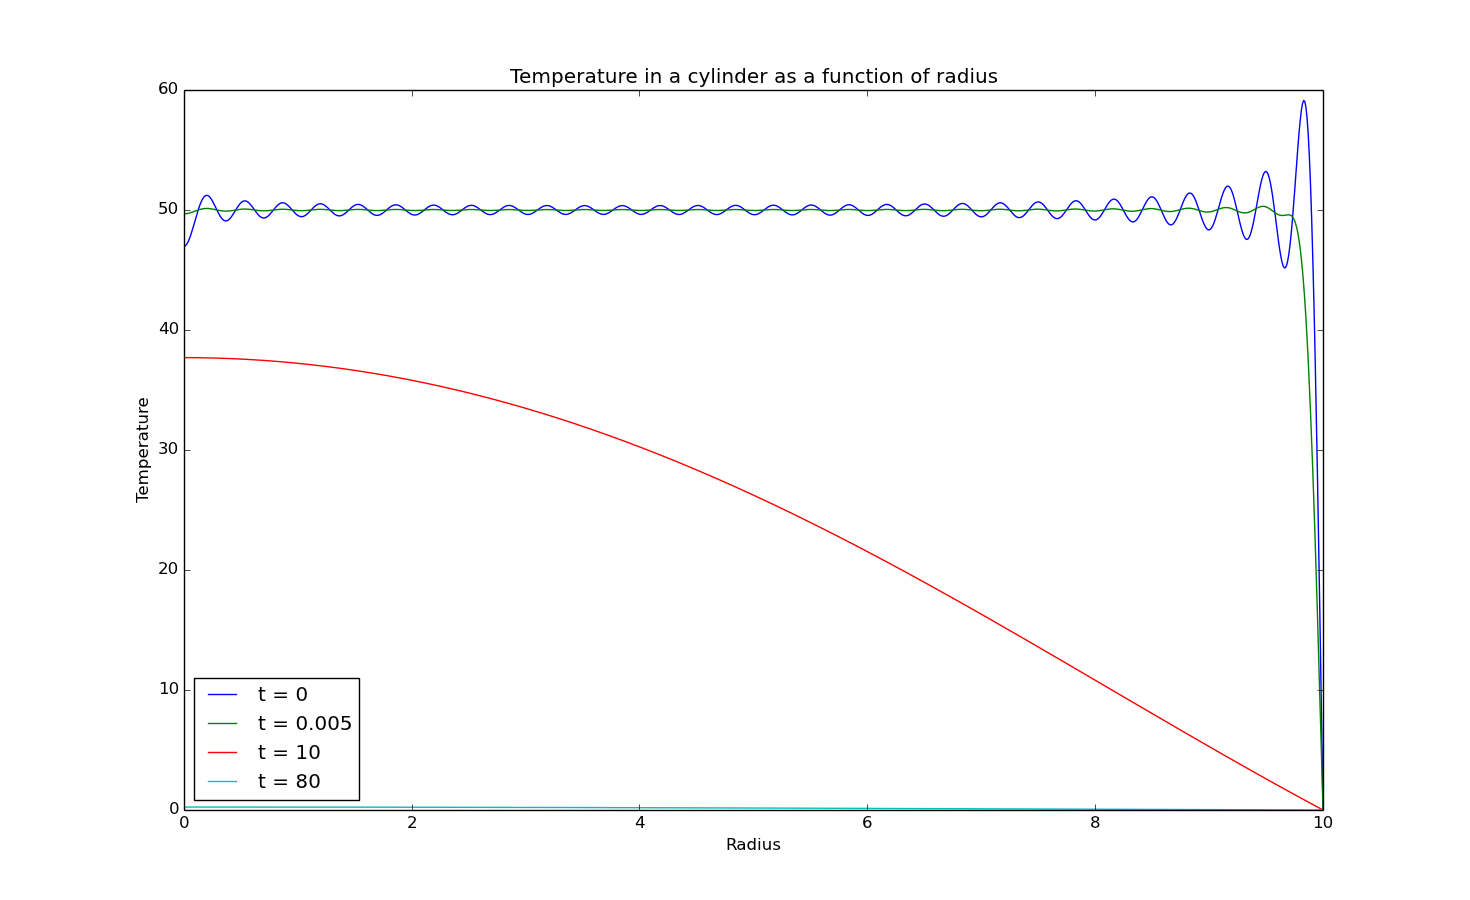 Temperature in a cylinder as a function of radius
60
50
40
30
20
10
0
Temperature
t = 0
t = 0.005
t = 10
t = 80
0 2 4 6 8 10
Radius